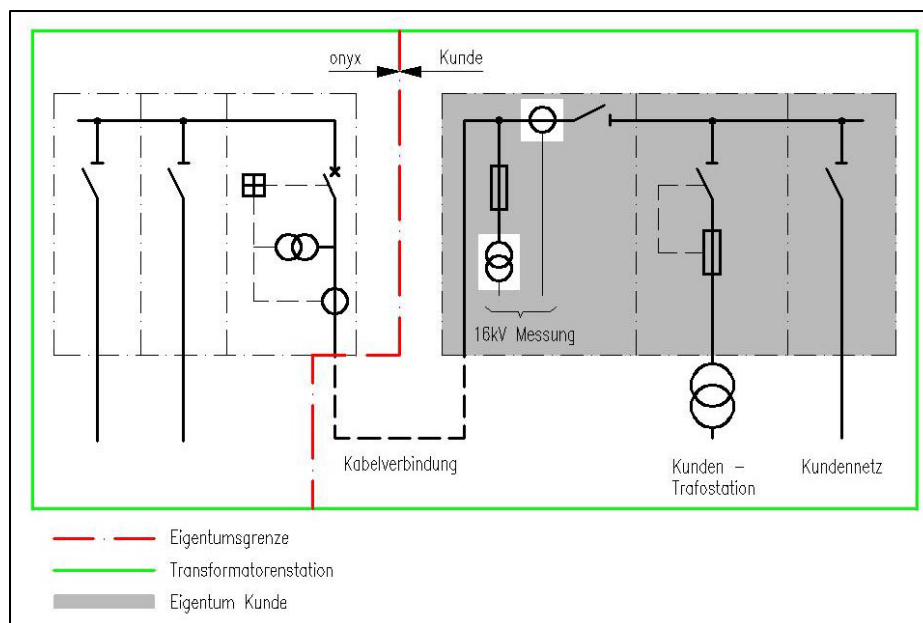 onyx
Kunde
16kV Messung
Kabelverbindung
Kunden –
Trafostation
Kundennetz
Eigentumsgrenze
Transformatorenstation
Eigentum Kunde